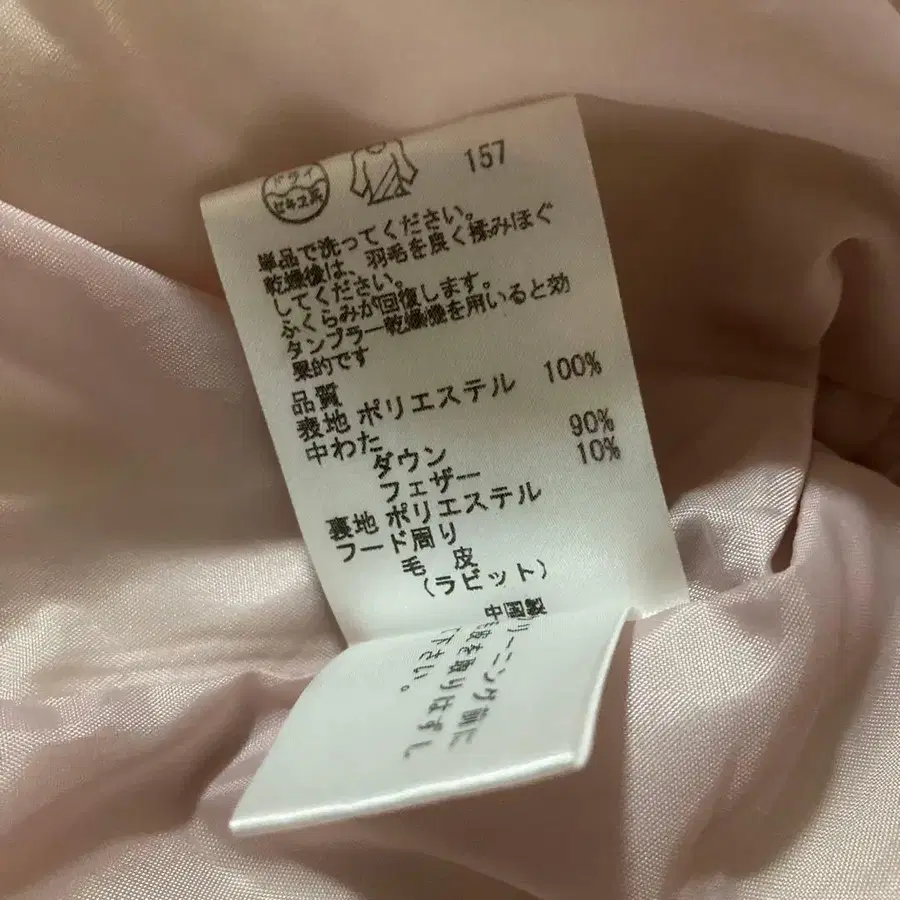 ドライ
セキユ系
157
単品で洗ってください。
乾燥後は、羽毛を良く揉みほぐ
してください。
ふくらみが回復します。
タンブラー乾燥機を用いると効
果的です
品質
表地 ポリエステル 100%
中わた
ダウン 90%
フェザー 10%
裏地 ポリエステル
フード周り
毛 皮
(ラビット)
中国製
リーニング前に
皮を取りはずし
下さい。